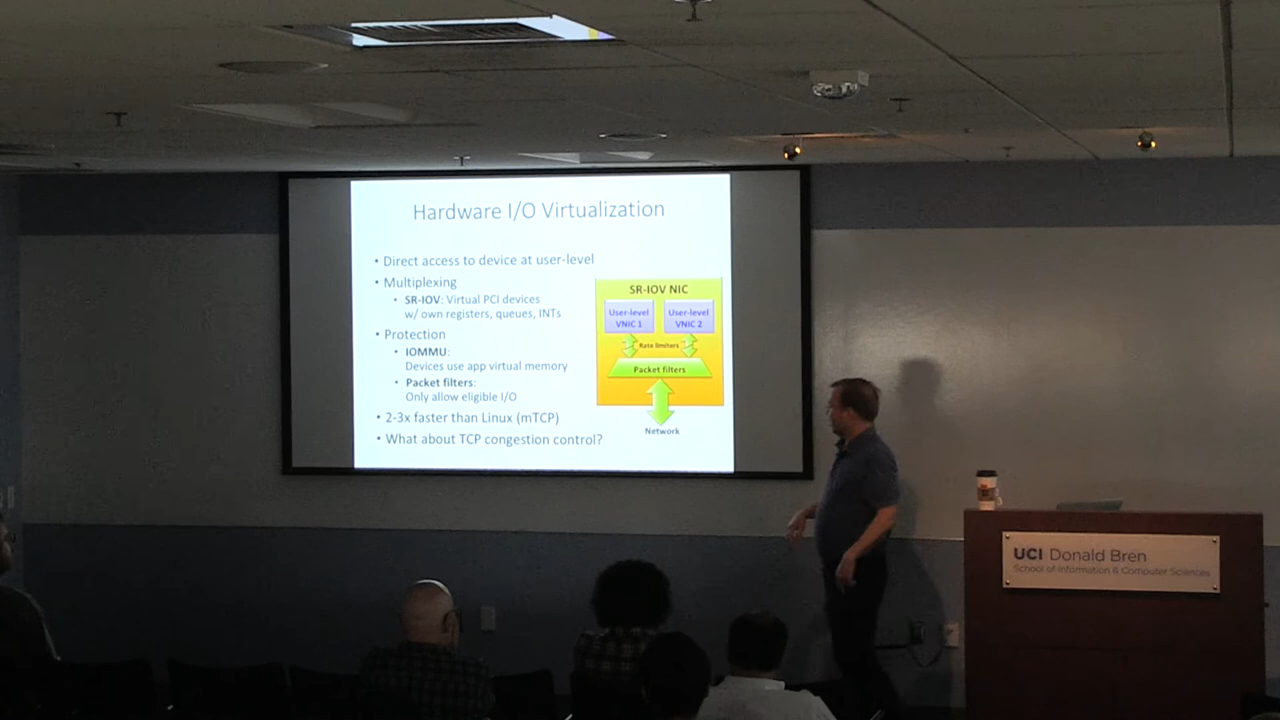 Hardware I/O Virtualization
• Direct access to device at user-level
• Multiplexing
• SR-IOV: Virtual PCI devices
w/ own registers, queues, INTs
• Protection
• IOMMU:
Devices use app virtual memory
• Packet filters:
Only allow eligible I/O
• 2-3x faster than Linux (mTCP)
• What about TCP congestion control?
SR-IOV NIC
User-level
VNIC 1
User-level
VNIC 2
Rate limiters
Packet filters
Network
UCI Donald Bren
School of Information & Computer Sciences